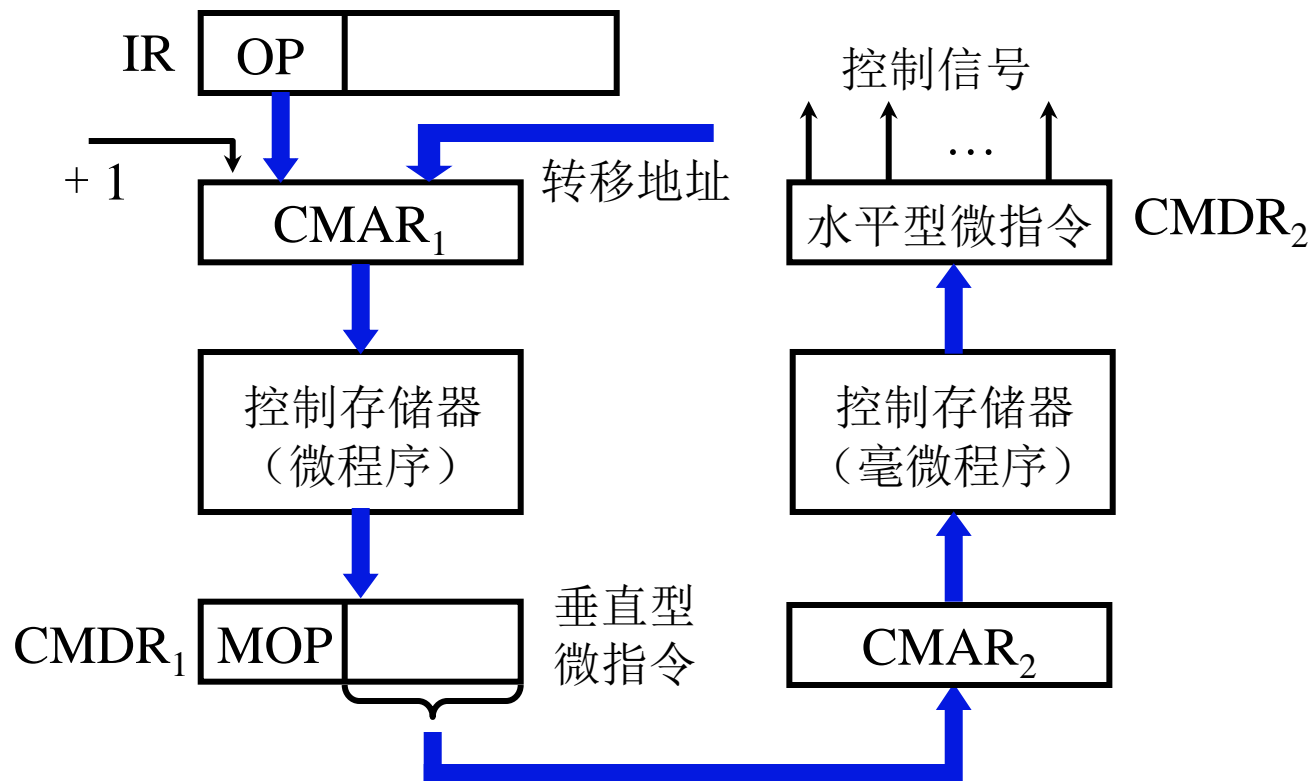 IR
OP
+ 1
转移地址
CMAR₁
控制存储器
（微程序）
CMDR₁
MOP
垂直型
微指令
控制信号
…
水平型微指令
CMDR₂
控制存储器
（毫微程序）
CMAR₂